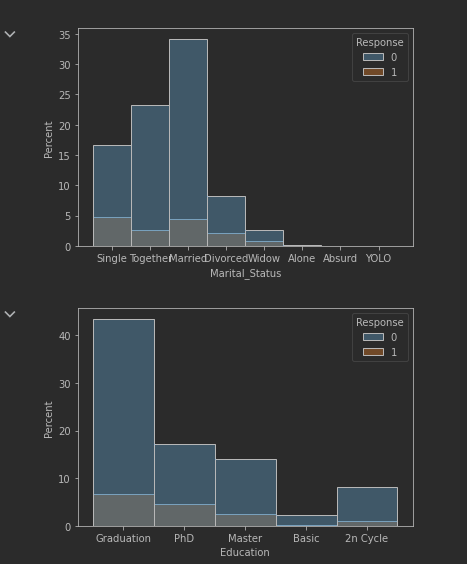 35
30
25
20
15
10
5
0
Percent
Response
0
1
Single Together Married Divorced Widow Alone Absurd YOLO
Marital_Status
40
30
20
10
0
Percent
Response
0
1
Graduation PhD Master Basic 2n Cycle
Education